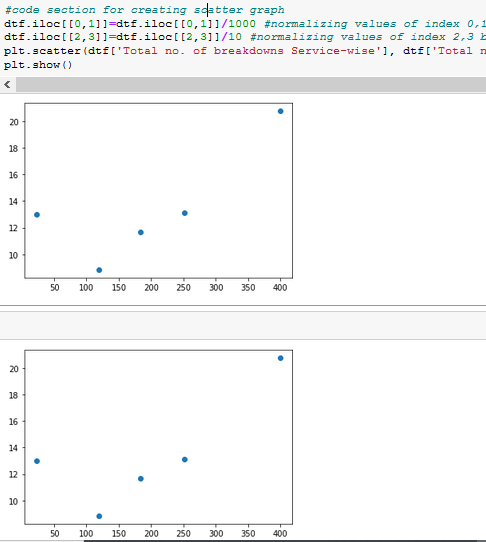 #code section for creating scatter graph
dtf.iloc[[0,1]]=dtf.iloc[[0,1]]/1000 #normalizing values of index 0,1
dtf.iloc[[2,3]]=dtf.iloc[[2,3]]/10 #normalizing values of index 2,3 b
plt.scatter(dtf['Total no. of breakdowns Service-wise'], dtf['Total n
plt.show()
20
18
16
14
12
10
50 100 150 200 250 300 350 400
20
18
16
14
12
10
50 100 150 200 250 300 350 400